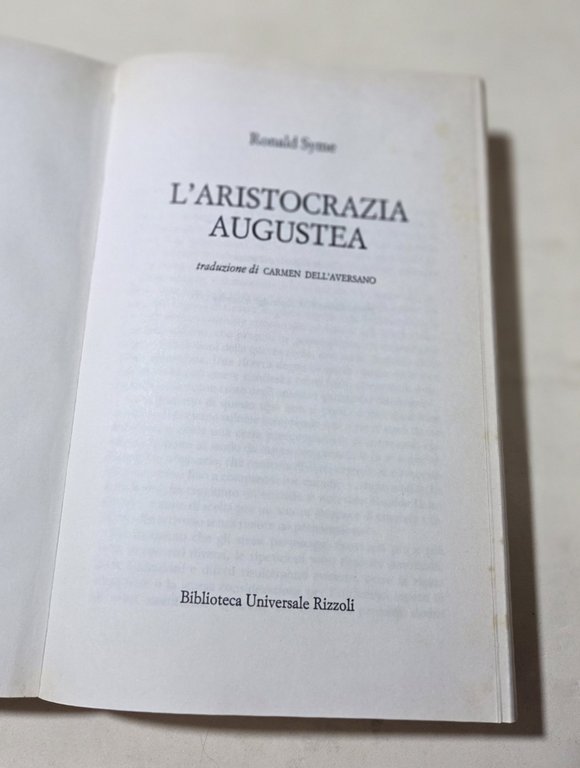 Ronald Syme
L'ARISTOCRAZIA
AUGUSTEA
traduzione di CARMEN DELL'AVERSANO
Biblioteca Universale Rizzoli